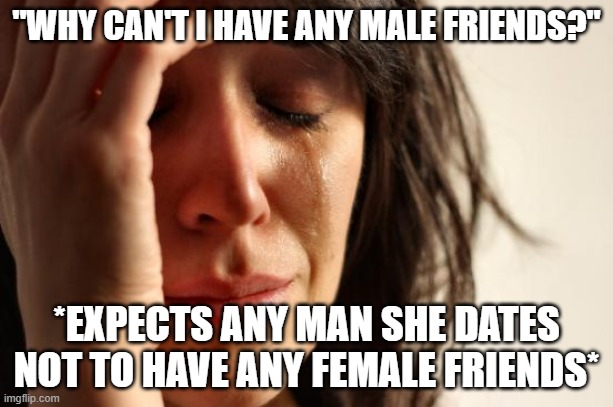 "WHY CAN'T I HAVE ANY MALE FRIENDS?"
*EXPECTS ANY MAN SHE DATES
NOT TO HAVE ANY FEMALE FRIENDS*
imgflip.com